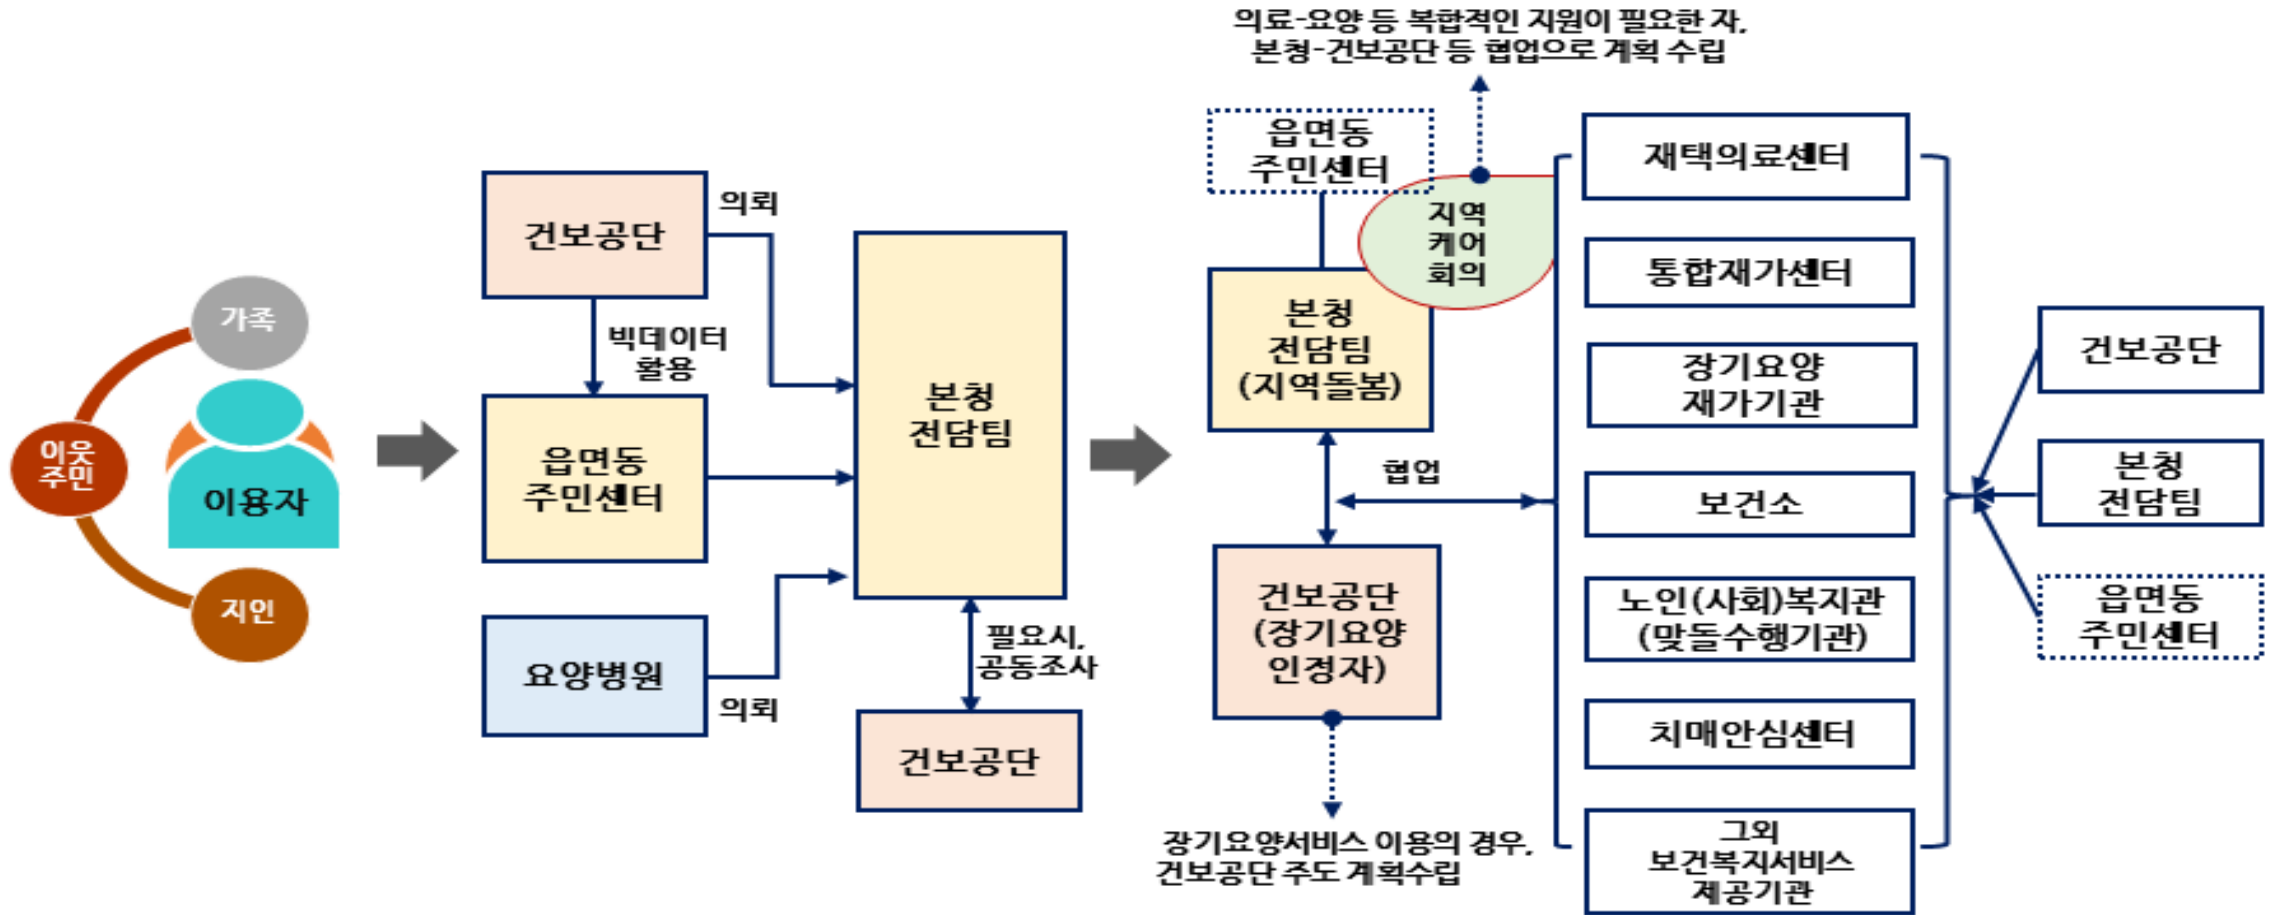 가족
이웃
주민
이용자
지인
건보공단
의뢰
빅데이터
활용
읍면동
주민센터
요양병원
의뢰
본청
전담팀
필요시,
공동조사
건보공단
의료-요양 등 복합적인 지원이 필요한 자,
본청-건보공단 등 협업으로 계획 수립
읍면동
주민센터
지역
케어
회의
본청
전담팀
(지역돌봄)
협업
건보공단
(장기요양
인정자)
장기요양서비스 이용의 경우,
건보공단 주도 계획수립
재택의료센터
통합재가센터
장기요양
재가기관
보건소
노인(사회)복지관
(맞돌수행기관)
치매안심센터
그외
보건복지서비스
제공기관
건보공단
본청
전담팀
읍면동
주민센터